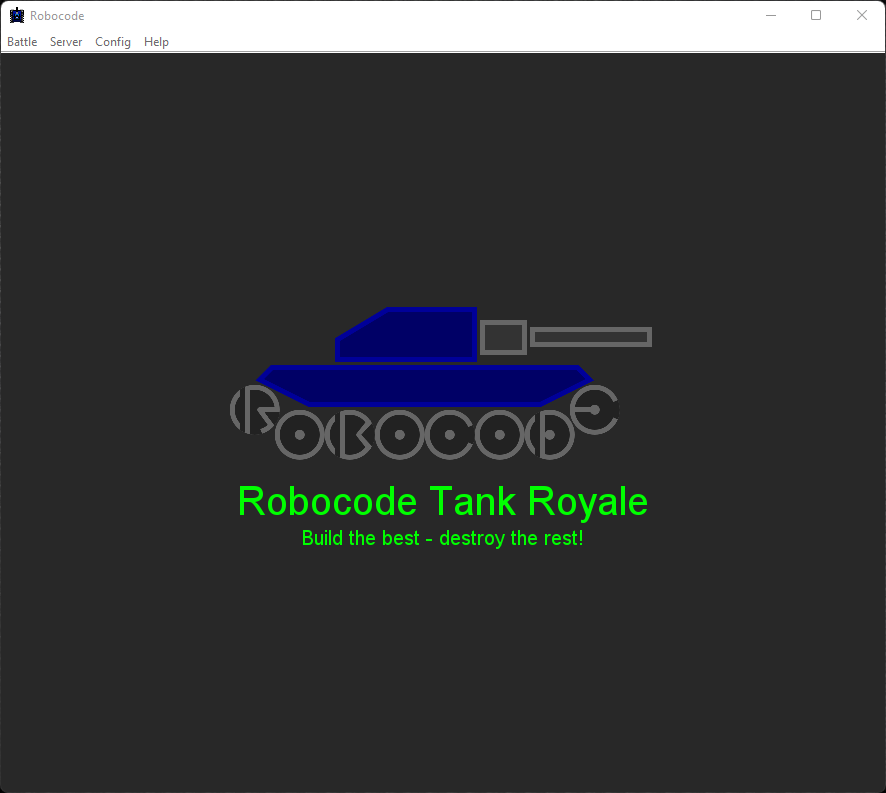 Robocode
Battle Server Config Help
ROBOCODE
Robocode Tank Royale
Build the best - destroy the rest!